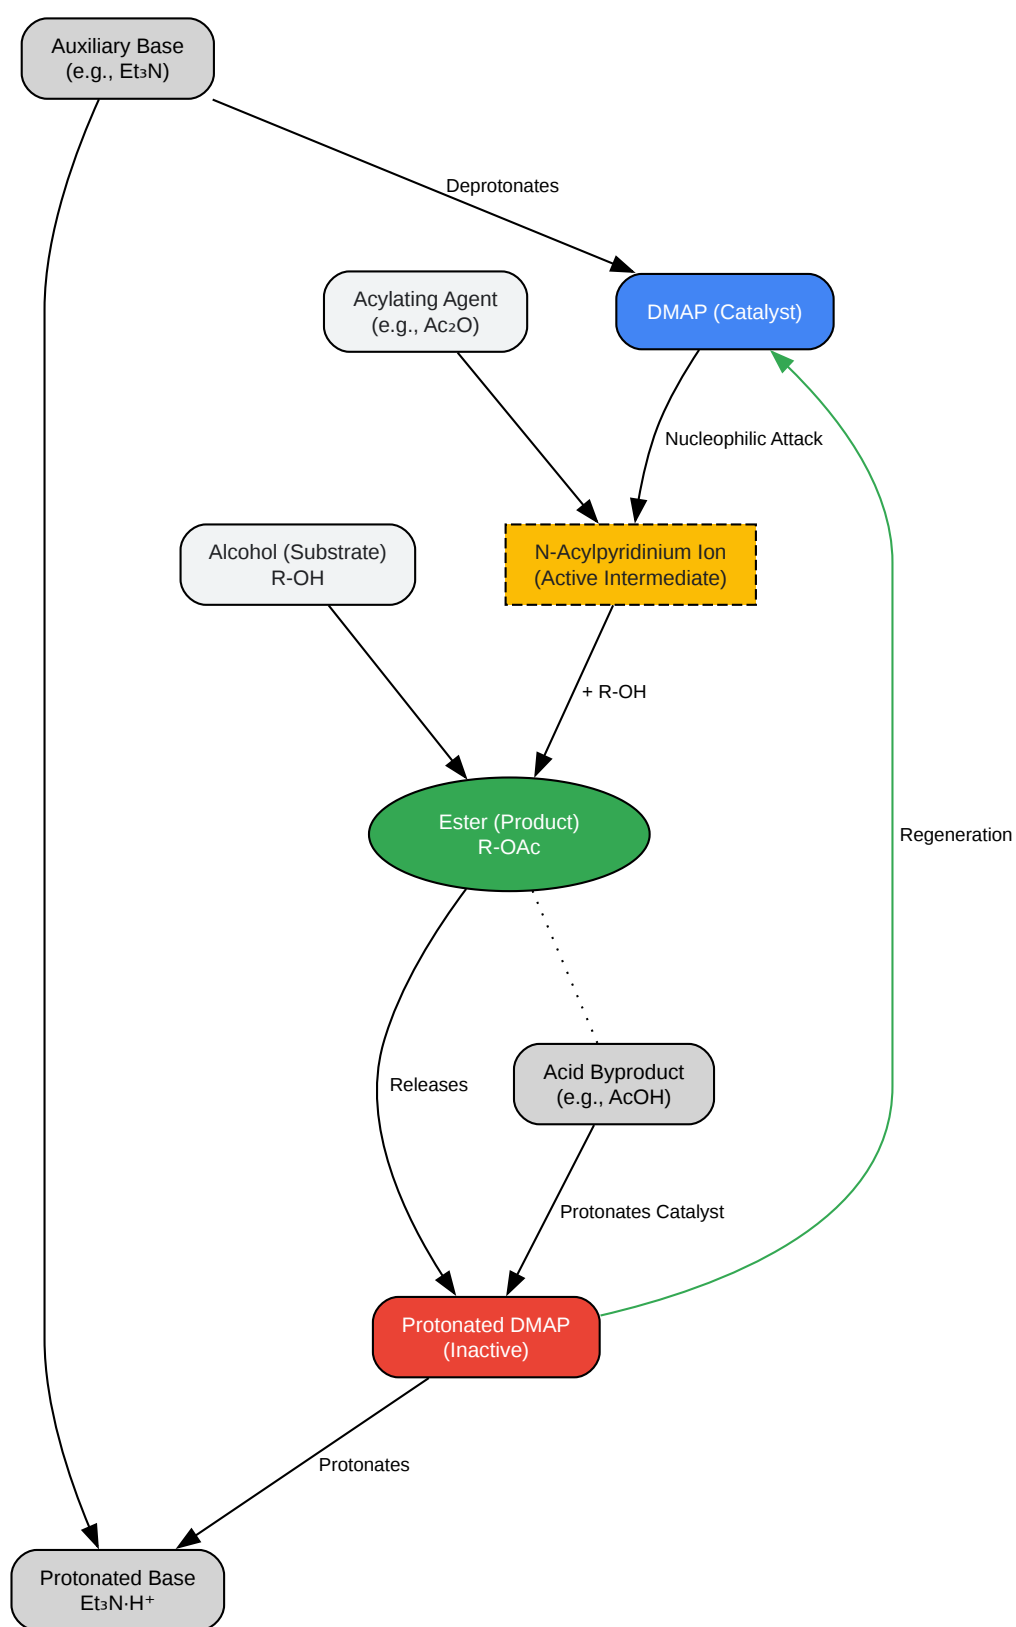 Auxiliary Base
(e.g., Et₃N)
Deprotonates
Acylating Agent
(e.g., Ac₂O)
DMAP (Catalyst)
Nucleophilic Attack
Alcohol (Substrate)
R-OH
N-Acylpyridinium Ion
(Active Intermediate)
+ R-OH
Ester (Product)
R-OAc
Regeneration
Releases
Acid Byproduct
(e.g., AcOH)
Protonates Catalyst
Protonated DMAP
(Inactive)
Protonates
Protonated Base
Et₃N·H⁺